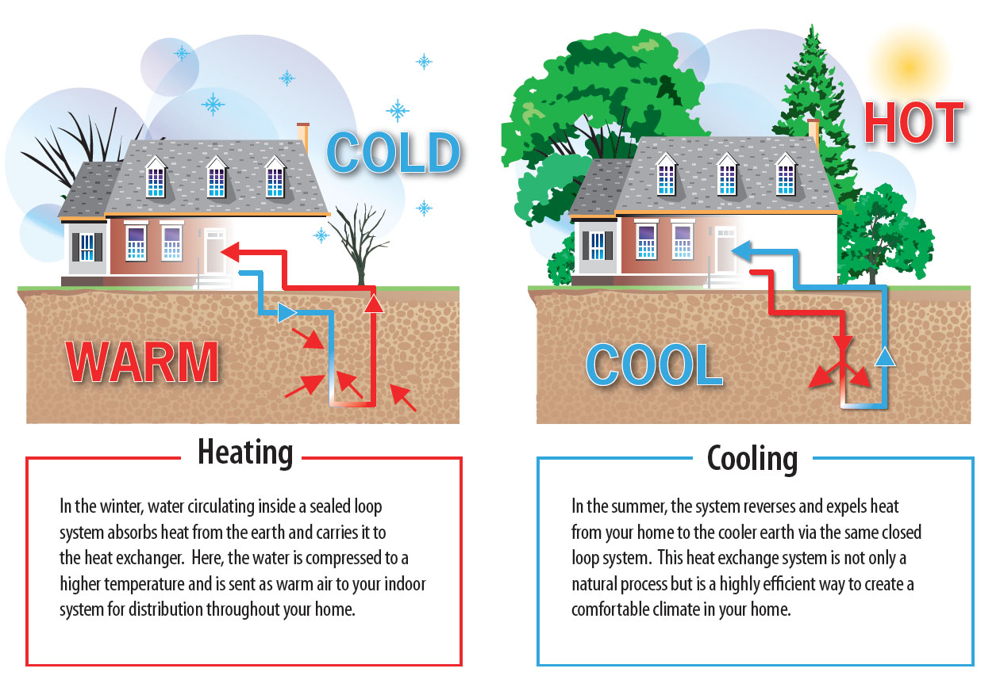 COLD
WARM
Heating
In the winter, water circulating inside a sealed loop
system absorbs heat from the earth and carries it to
the heat exchanger.  Here, the water is compressed to a
higher temperature and is sent as warm air to your indoor
system for distribution throughout your home.
HOT
COOL
Cooling
In the summer, the system reverses and expels heat
from your home to the cooler earth via the same closed
loop system.  This heat exchange system is not only a
natural process but is a highly efficient way to create a
comfortable climate in your home.